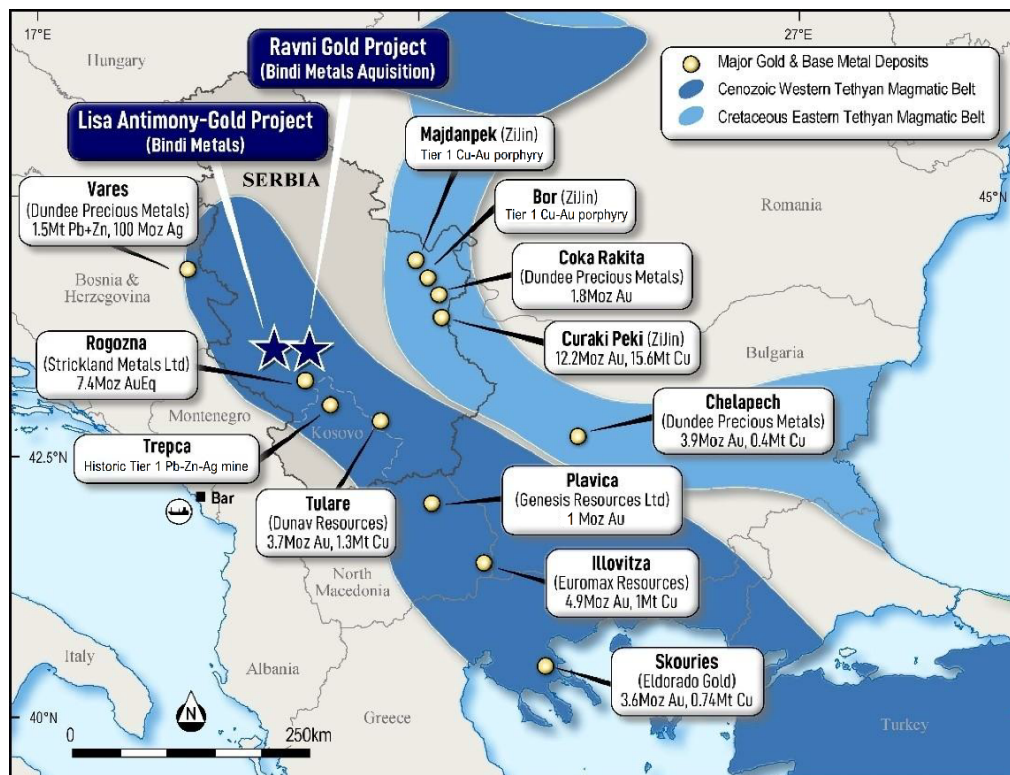 17°E
27°E
Hungary
Ravni Gold Project
(Bindi Metals Aquisition)
Major Gold & Base Metal Deposits
Cenozoic Western Tethyan Magmatic Belt
Cretaceous Eastern Tethyan Magmatic Belt
Lisa Antimony-Gold Project
(Bindi Metals)
Majdanpek (ZiJin)
Tier 1 Cu-Au porphyry
SERBIA
Vares
(Dundee Precious Metals)
1.5Mt Pb+Zn, 100 Moz Ag
Bor (ZiJin)
Tier 1 Cu-Au porphyry
Romania
45°N
Bosnia &
Herzegovina
Coka Rakita
(Dundee Precious Metals)
1.8Moz Au
Rogozna
(Strickland Metals Ltd)
7.4Moz AuEq
Curaki Peki (ZiJin)
12.2Moz Au, 15.6Mt Cu
Bulgaria
Montenegro
Kosovo
Chelapech
(Dundee Precious Metals)
3.9Moz Au, 0.4Mt Cu
42.5°N
Trepca
Historic Tier 1 Pb-Zn-Ag mine
Bar
Tulare
(Dunav Resources)
3.7Moz Au, 1.3Mt Cu
Plavica
(Genesis Resources Ltd)
1 Moz Au
North
Macedonia
Illovitza
(Euromax Resources)
4.9Moz Au, 1Mt Cu
Italy
Albania
Skouries
(Eldorado Gold)
3.6Moz Au, 0.74Mt Cu
N
40°N
Greece
Turkey
0
250km